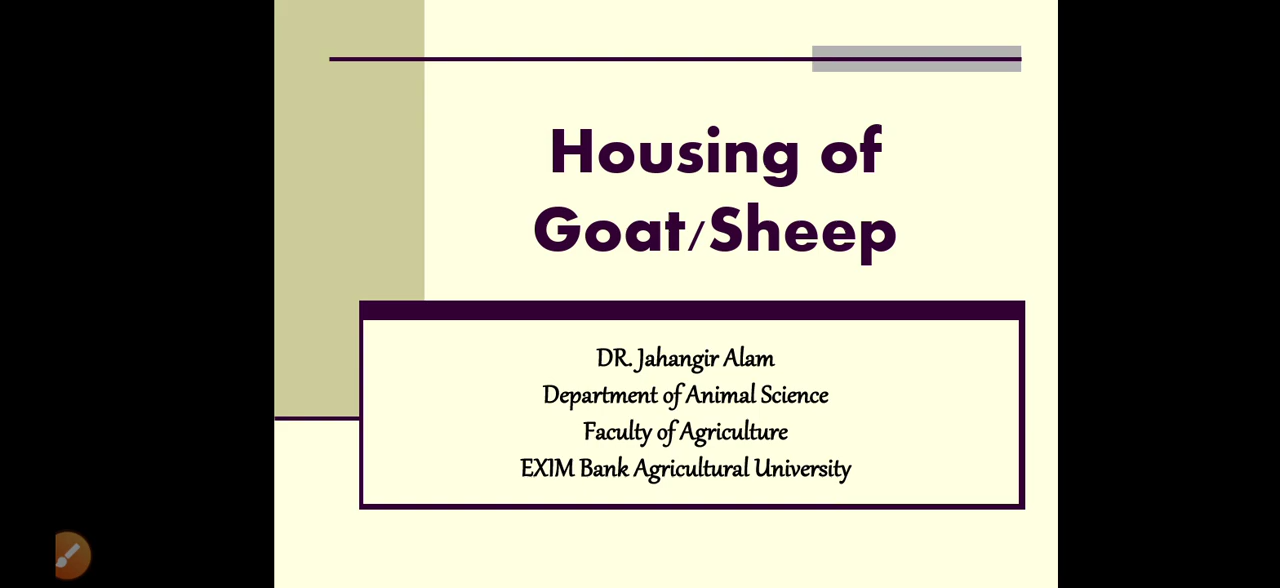 Housing of
Goat/Sheep
DR. Jahangir Alam
Department of Animal Science
Faculty of Agriculture
EXIM Bank Agricultural University